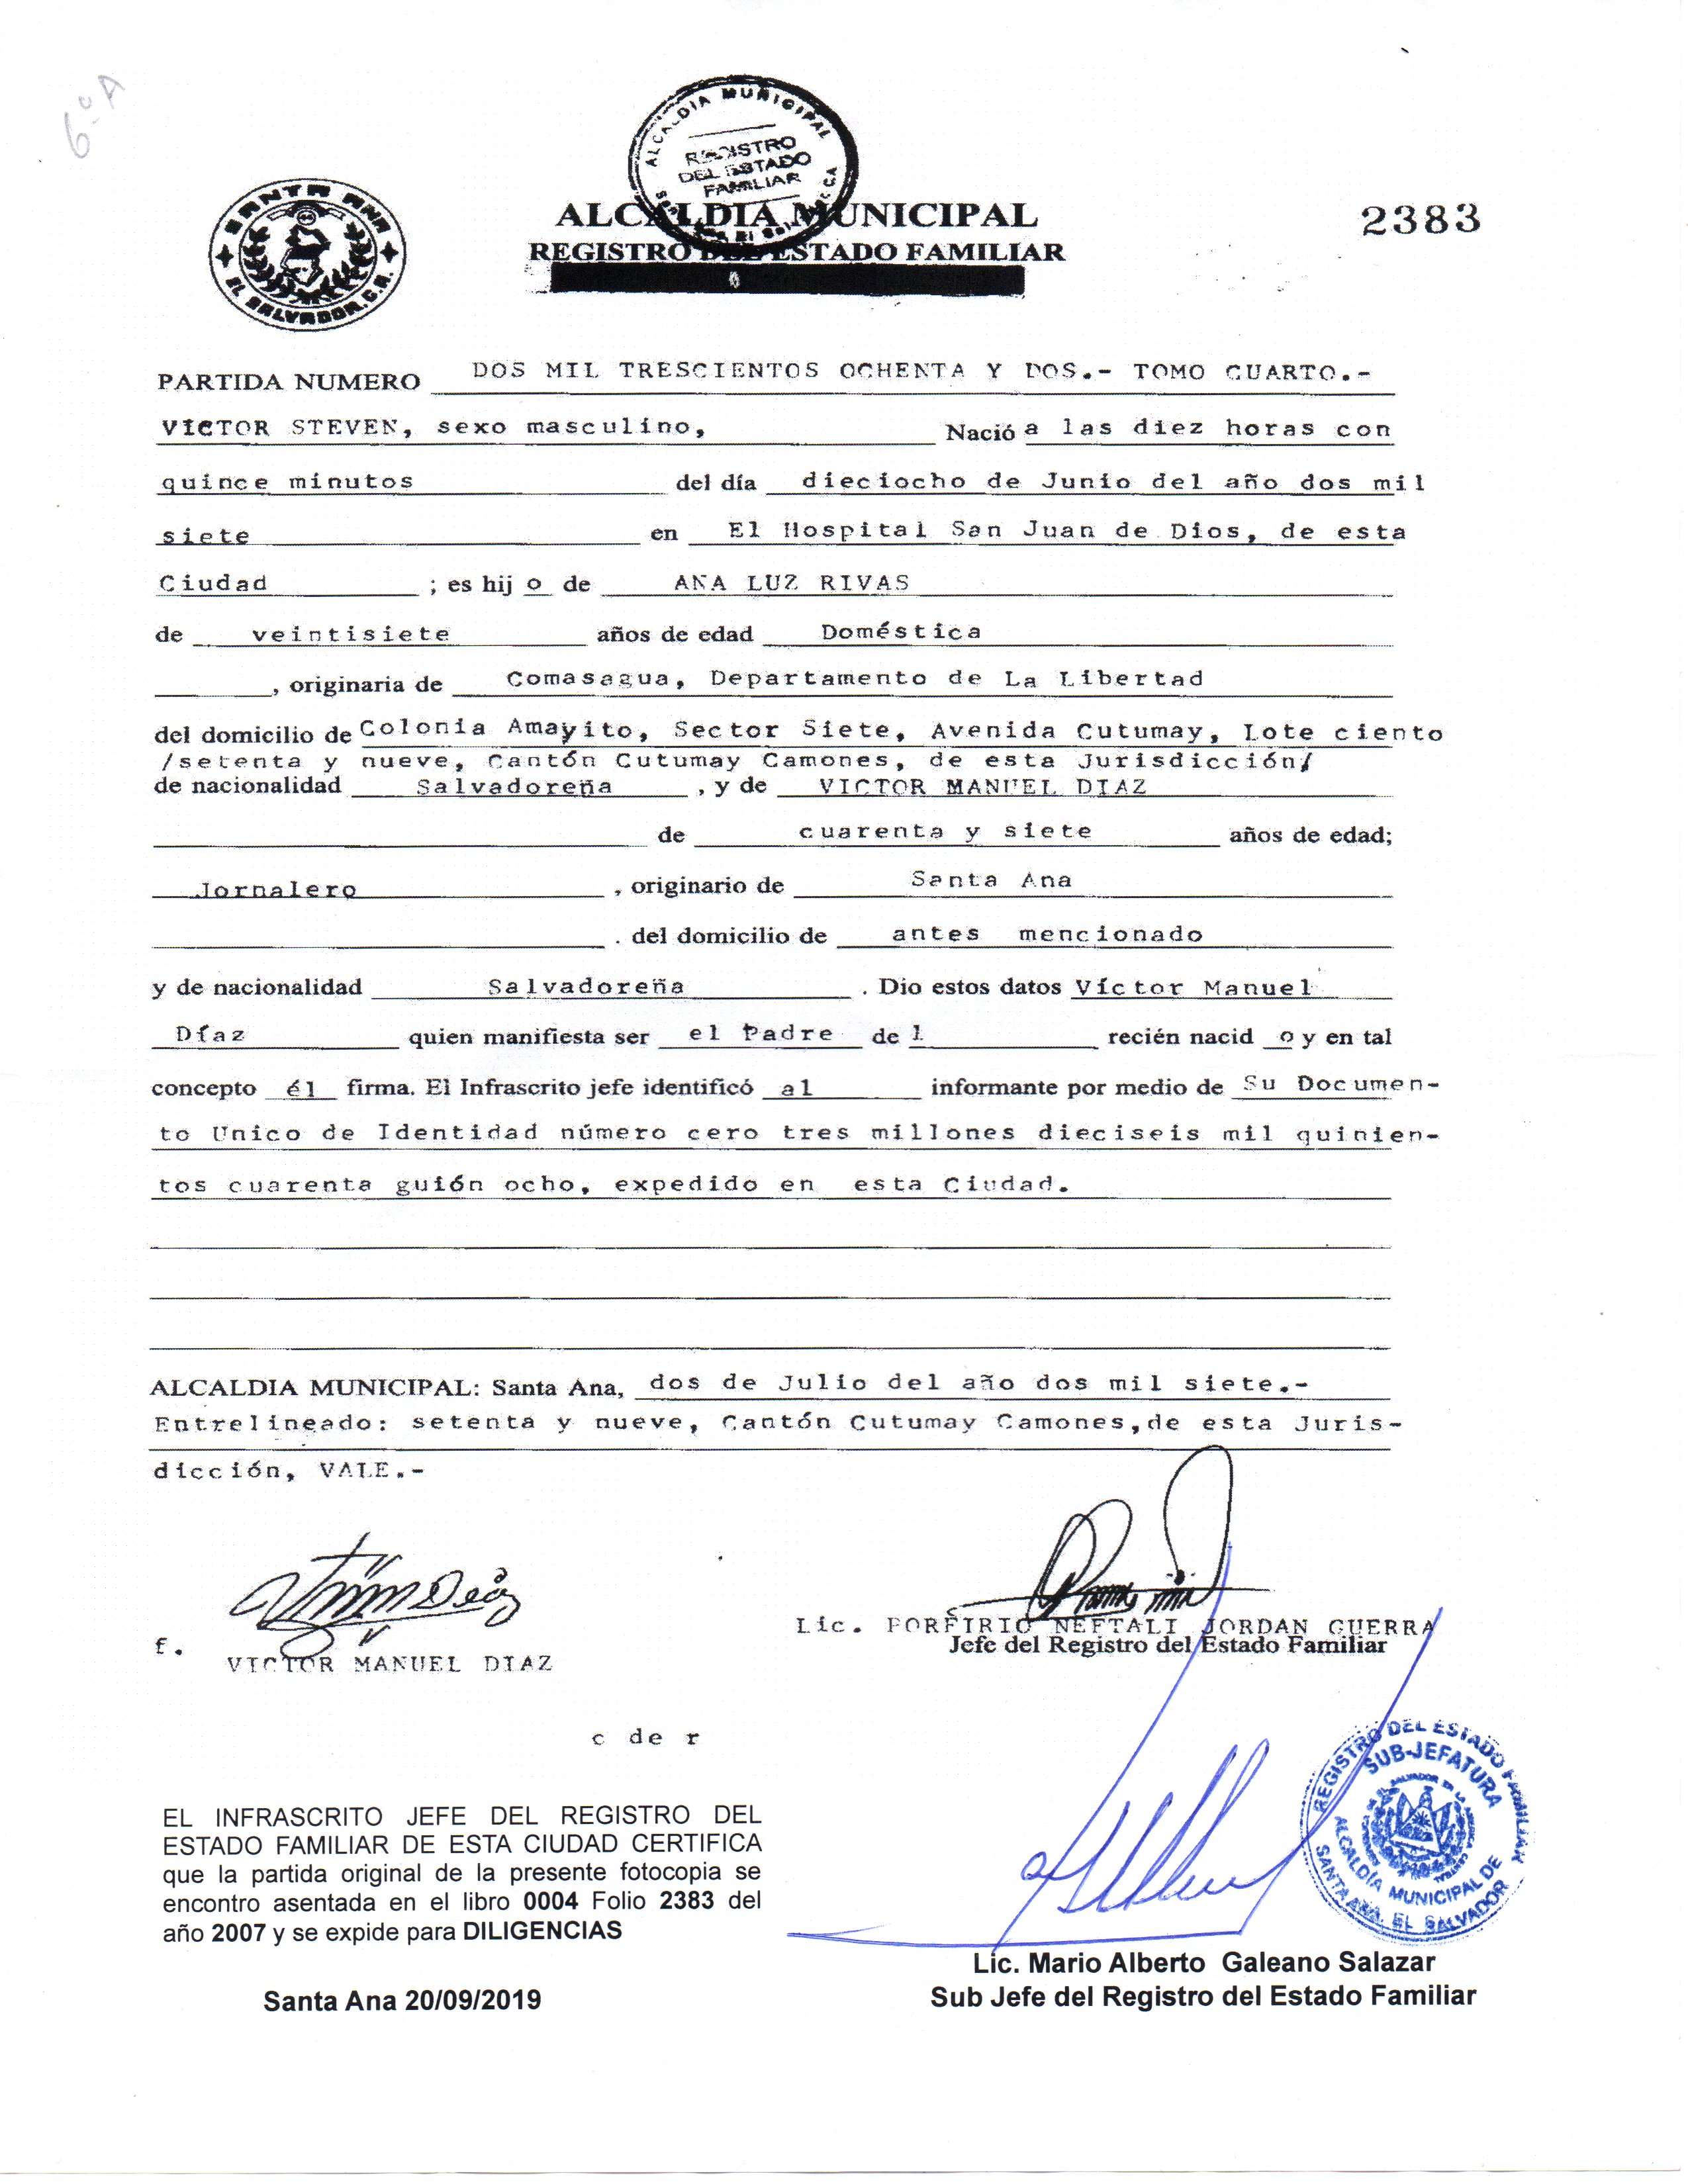 6.º A
ALCALDIA MUNICIPAL
REGISTRO
DEL ESTADO
FAMILIAR
SANTA ANA
EL SALVADOR, C.A.
ALCALDIA MUNICIPAL
REGISTRO DEL ESTADO FAMILIAR
2383
PARTIDA NUMERO DOS MIL TRESCIENTOS OCHENTA Y DOS.- TOMO CUARTO.-
VICTOR STEVEN, sexo masculino, Nació a las diez horas con
quince minutos del día dieciocho de Junio del año dos mil
siete en El Hospital San Juan de Dios, de esta
Ciudad ; es hij o de ANA LUZ RIVAS
de veintisiete años de edad Doméstica
, originaria de Comasagua, Departamento de La Libertad
del domicilio de Colonia Amayito, Sector Siete, Avenida Cutumay, Lote ciento
/setenta y nueve, Cantón Cutumay Camones, de esta Jurisdicción/
de nacionalidad Salvadoreña , y de VICTOR MANUEL DIAZ
de cuarenta y siete años de edad;
Jornalero , originario de Santa Ana
. del domicilio de antes mencionado
y de nacionalidad Salvadoreña . Dio estos datos Víctor Manuel
Díaz quien manifiesta ser el Padre de l recién nacid o y en tal
concepto él firma. El Infrascrito jefe identificó al informante por medio de Su Documen-
to Unico de Identidad número cero tres millones dieciseis mil quinien-
tos cuarenta guión ocho, expedido en esta Ciudad.
ALCALDIA MUNICIPAL: Santa Ana, dos de Julio del año dos mil siete.-
Entrelineado: setenta y nueve, Cantón Cutumay Camones,de esta Juris-
dicción, VALE.-
Lic. PORFIRIO NEFTALI JORDAN GUERRA
Jefe del Registro del Estado Familiar
f. VICTOR MANUEL DIAZ
c de r
REGISTRO DEL ESTADO FAMILIAR
SUB-JEFATURA
ALCALDÍA MUNICIPAL DE
SANTA ANA, EL SALVADOR
EL INFRASCRITO JEFE DEL REGISTRO DEL
ESTADO FAMILIAR DE ESTA CIUDAD CERTIFICA
que la partida original de la presente fotocopia se
encontro asentada en el libro 0004 Folio 2383 del
año 2007 y se expide para DILIGENCIAS
Lic. Mario Alberto Galeano Salazar
Sub Jefe del Registro del Estado Familiar
Santa Ana 20/09/2019